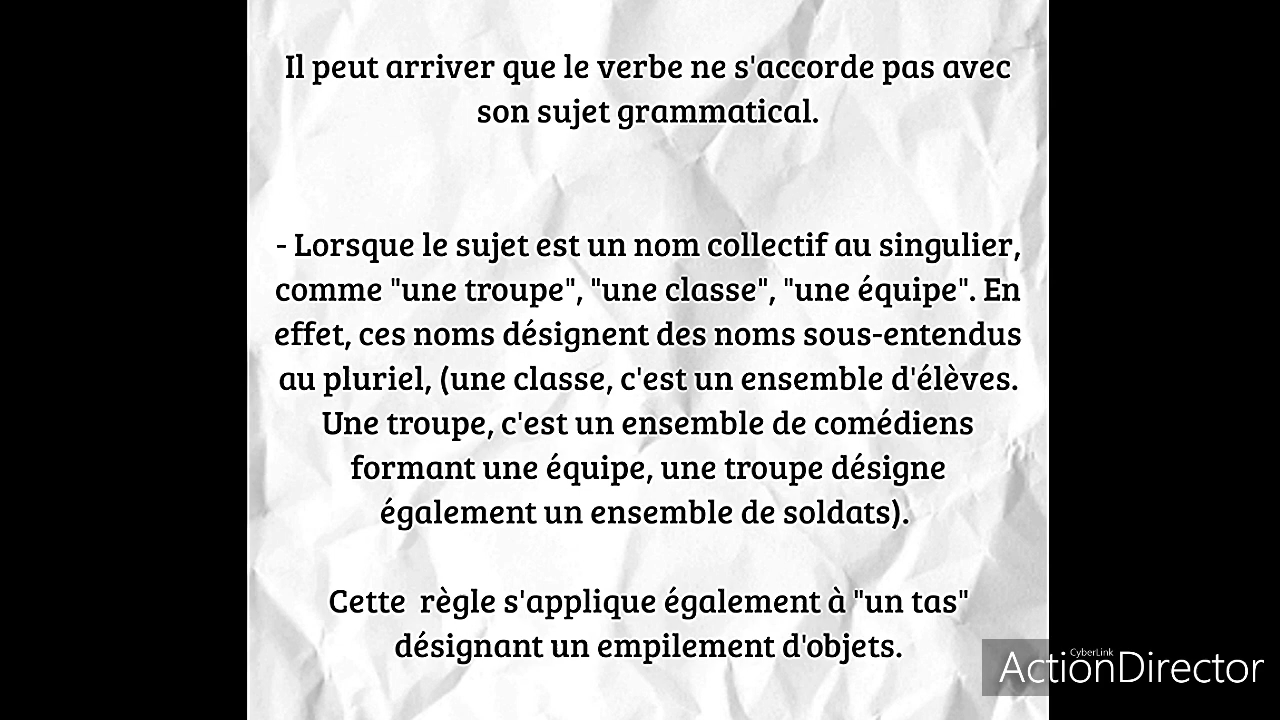 Il peut arriver que le verbe ne s'accorde pas avec
son sujet grammatical.
- Lorsque le sujet est un nom collectif au singulier,
comme "une troupe", "une classe", "une équipe". En
effet, ces noms désignent des noms sous-entendus
au pluriel, (une classe, c'est un ensemble d'élèves.
Une troupe, c'est un ensemble de comédiens
formant une équipe, une troupe désigne
également un ensemble de soldats).
Cette  règle s'applique également à "un tas"
désignant un empilement d'objets.
CyberLink
ActionDirector